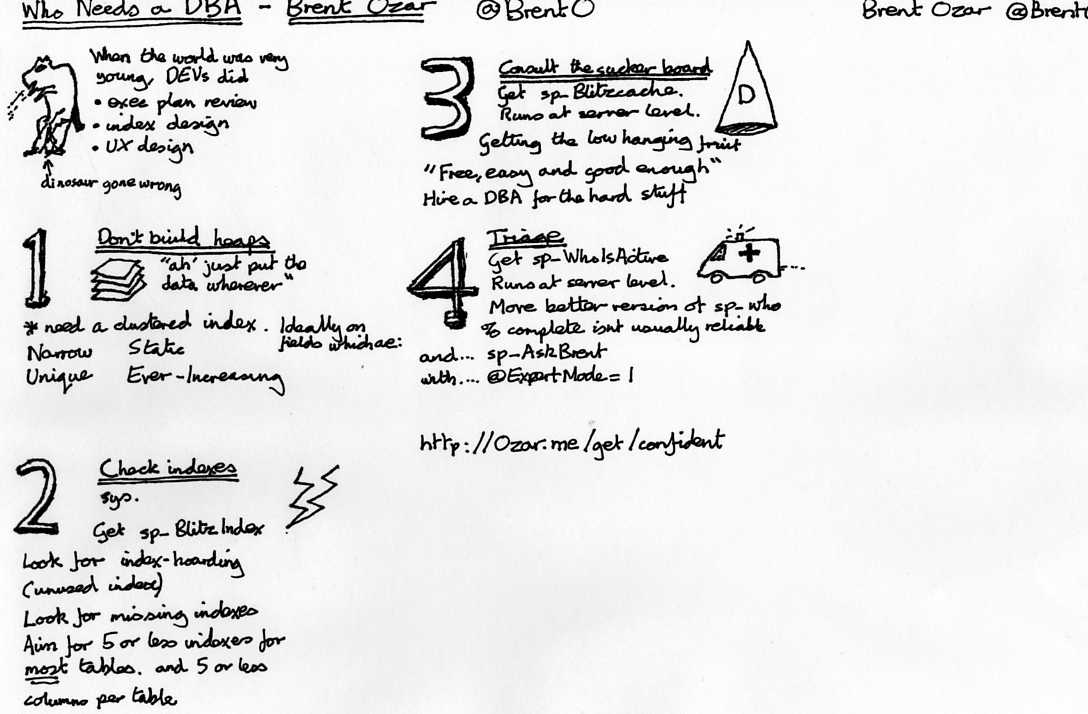 Who Needs a DBA - Brent Ozar @BrentO
Brent Ozar @Brent
When the world was very
young, DEVs did
• exec plan review
• index design
• UX design
dinosaur gone wrong
1 Don't build heaps
"ah' just put the
data wherever"
* need a clustered index. Ideally on
fields which are:
Narrow Static
Unique Ever-Increasing
2 Check indexes
sys.
Get sp_BlitzIndex
Look for index-hoarding
(unused index)
Look for missing indexes
Aim for 5 or less indexes for
most tables. and 5 or less
columns per table
3 Consult the sucker board
Get sp_Blitzcache.
Runs at server level.
D
Getting the low hanging fruit
"Free, easy and good enough"
Hire a DBA for the hard stuff
4 Triage
Get sp_WhoIsActive
Runs at server level.
More better version of sp_who
% complete isnt usually reliable
and... sp_AskBrent
with.... @ExpertMode = 1
http://Ozar.me/get/confident